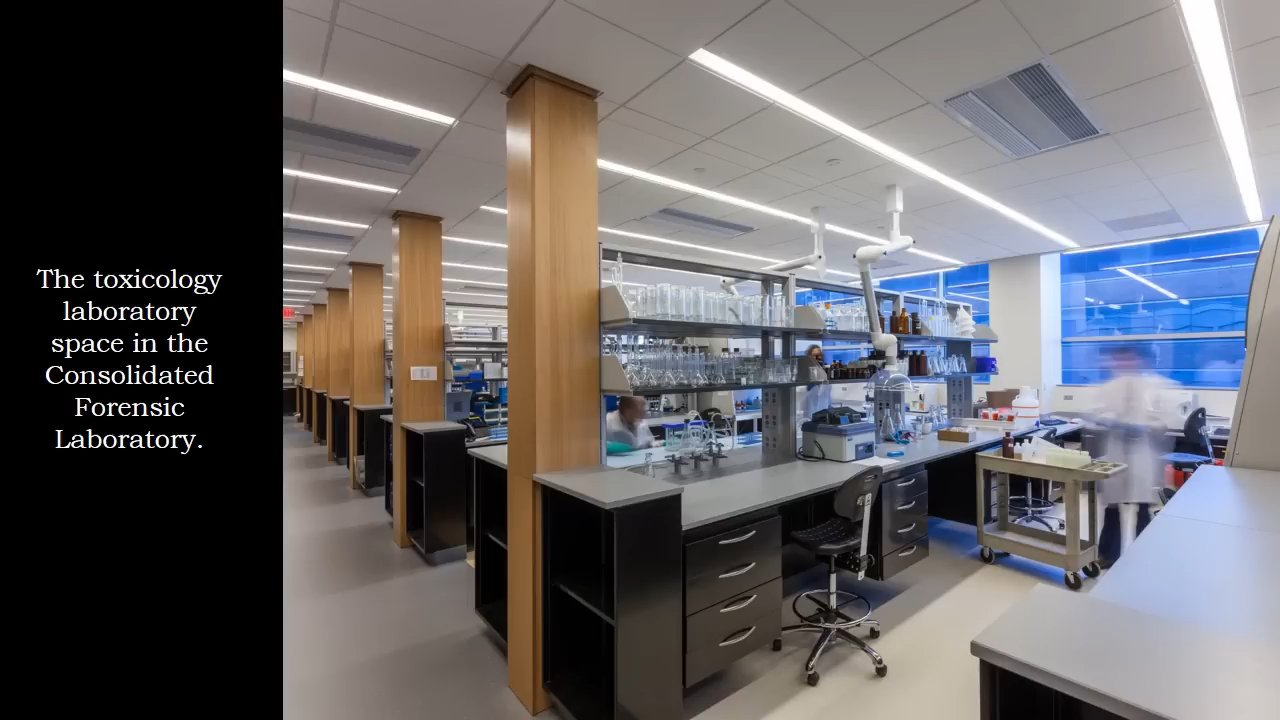 The toxicology
laboratory
space in the
Consolidated
Forensic
Laboratory.